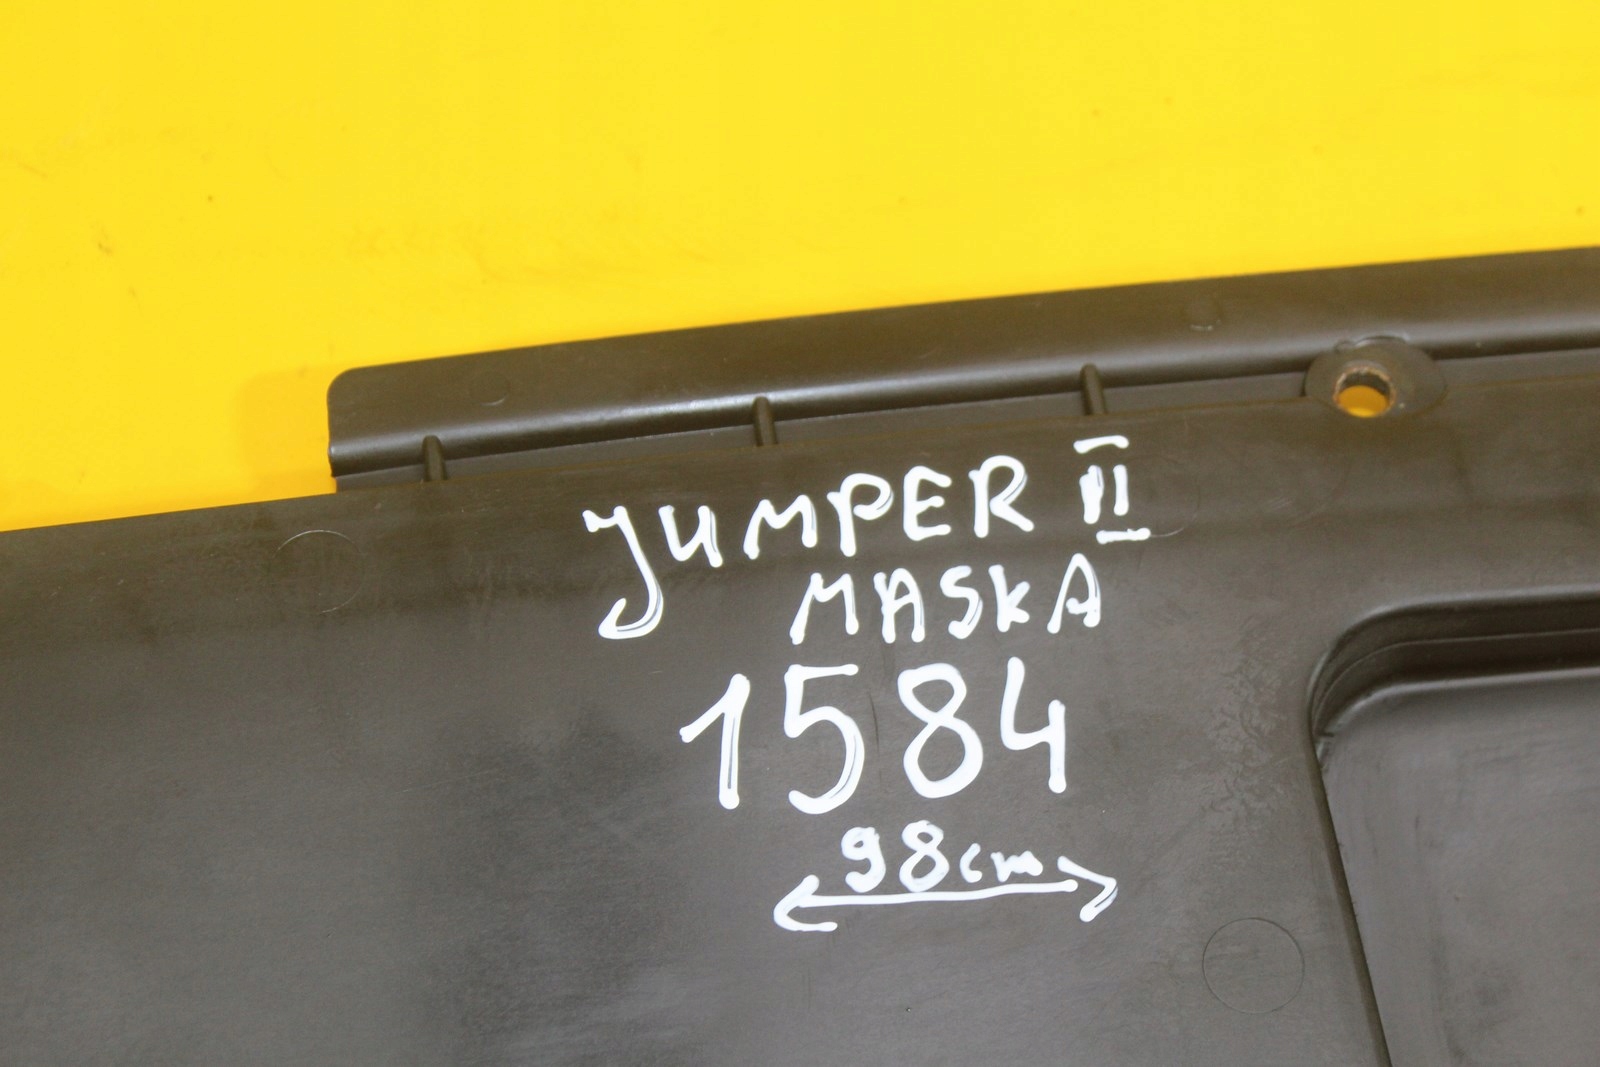 JUMPER II
MASKA
1584
98cm